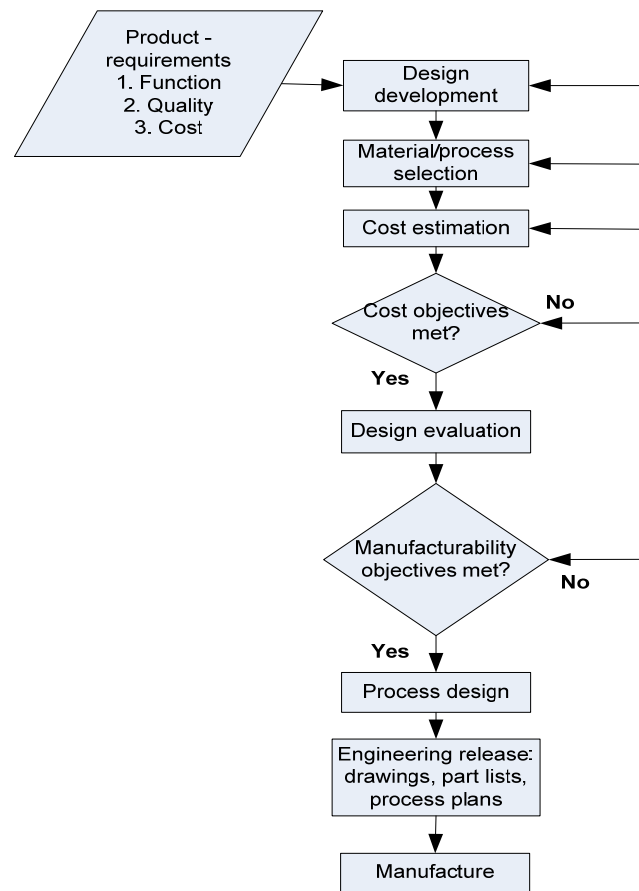 Product -
requirements
1. Function
2. Quality
3. Cost
Design
development
Material/process
selection
Cost estimation
Cost objectives
met?
No
Yes
Design evaluation
Manufacturability
objectives met?
No
Yes
Process design
Engineering release:
drawings, part lists,
process plans
Manufacture